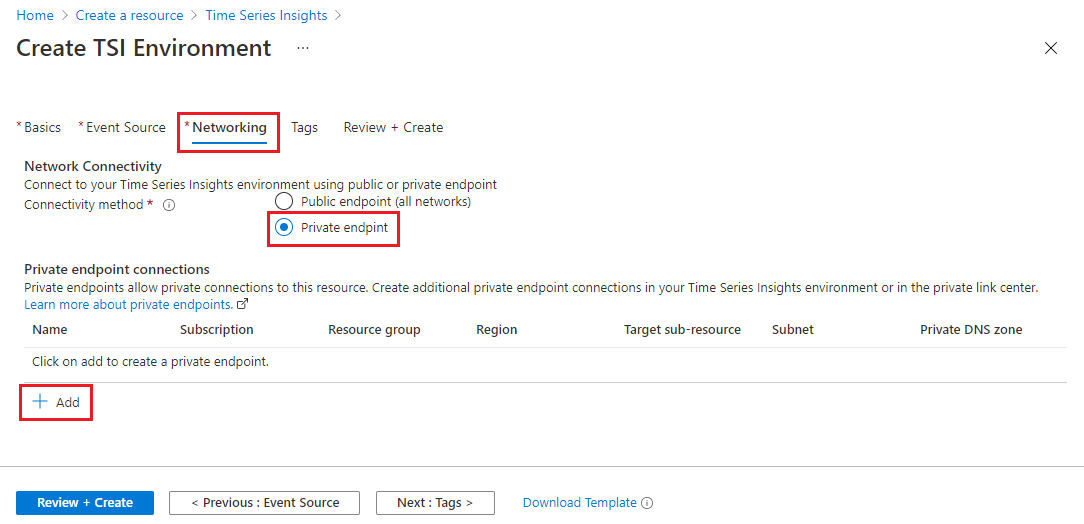 Home > Create a resource > Time Series Insights >
Create TSI Environment ...
* Basics * Event Source * Networking Tags Review + Create
Network Connectivity
Connect to your Time Series Insights environment using public or private endpoint
Connectivity method *
Public endpoint (all networks)
Private endpint
Private endpoint connections
Private endpoints allow private connections to this resource. Create additional private endpoint connections in your Time Series Insights environment or in the private link center.
Learn more about private endpoints.
Name Subscription Resource group Region Target sub-resource Subnet Private DNS zone
Click on add to create a private endpoint.
+ Add
Review + Create < Previous : Event Source Next : Tags > Download Template